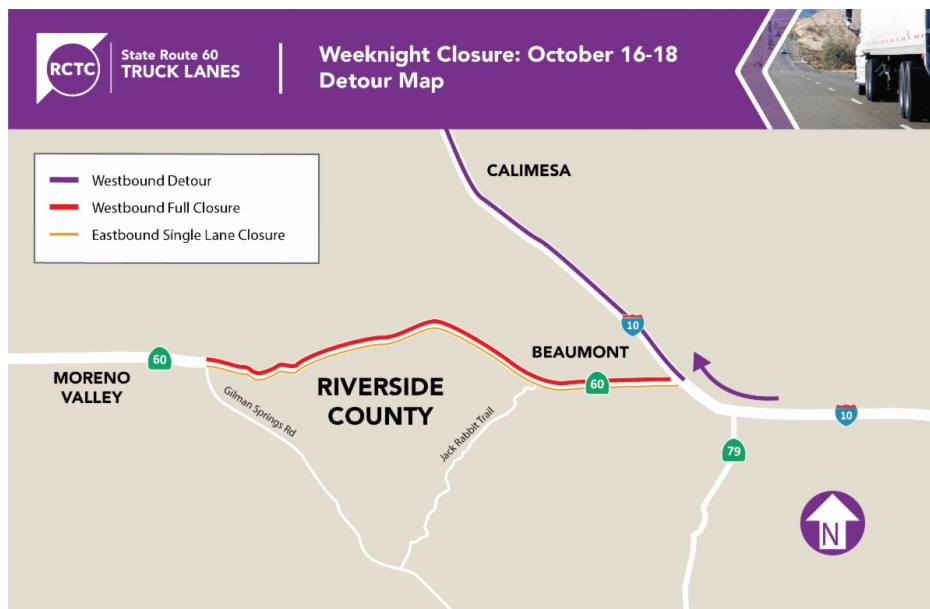 RCTC
State Route 60
TRUCK LANES
Weeknight Closure: October 16-18
Detour Map
Westbound Detour
Westbound Full Closure
Eastbound Single Lane Closure
CALIMESA
10
BEAUMONT
60
MORENO
VALLEY
RIVERSIDE
COUNTY
60
10
Gilman Springs Rd
Jack Rabbit Trail
79
N